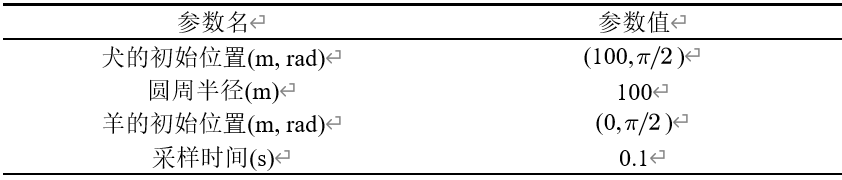 参数名↵ 参数值↵
犬的初始位置(m, rad)↵ (100,π/2 )↵
圆周半径(m)↵ 100↵
羊的初始位置(m, rad)↵ (0,π/2 )↵
采样时间(s)↵ 0.1↵